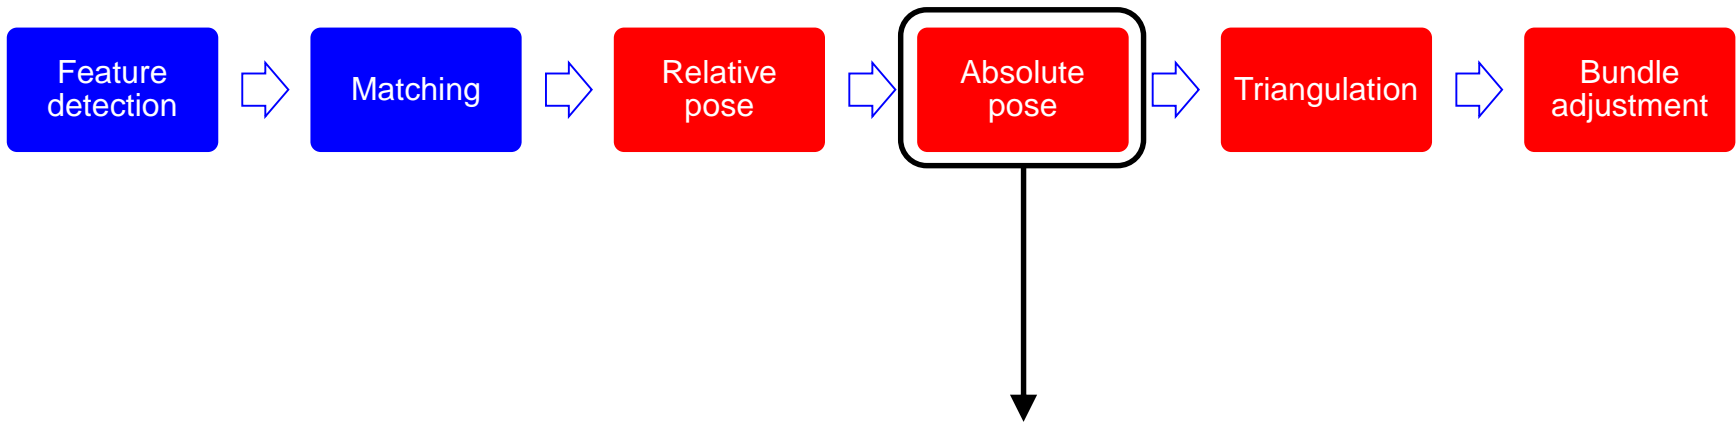 Feature
detection
Matching
Relative
pose
Absolute
pose
Triangulation
Bundle
adjustment